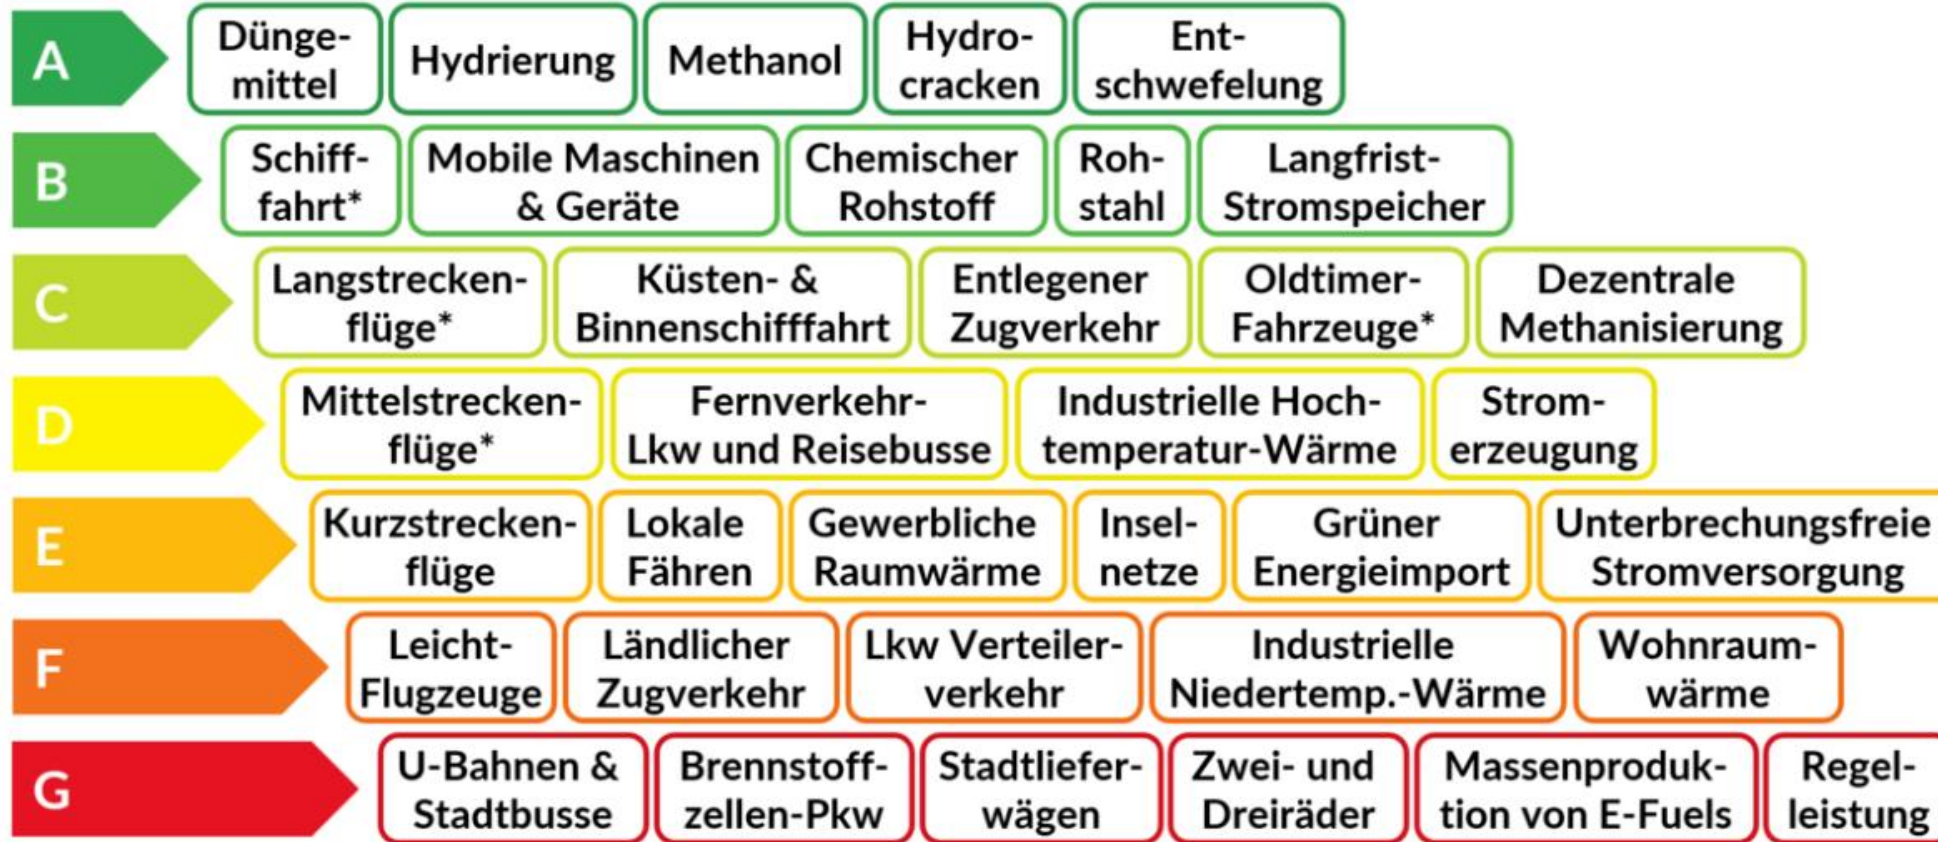 A
Dünge-
mittel
Hydrierung
Methanol
Hydro-
cracken
Ent-
schwefelung
B
Schiff-
fahrt*
Mobile Maschinen
& Geräte
Chemischer
Rohstoff
Roh-
stahl
Langfrist-
Stromspeicher
C
Langstrecken-
flüge*
Küsten- &
Binnenschifffahrt
Entlegener
Zugverkehr
Oldtimer-
Fahrzeuge*
Dezentrale
Methanisierung
D
Mittelstrecken-
flüge*
Fernverkehr-
Lkw und Reisebusse
Industrielle Hoch-
temperatur-Wärme
Strom-
erzeugung
E
Kurzstrecken-
flüge
Lokale
Fähren
Gewerbliche
Raumwärme
Insel-
netze
Grüner
Energieimport
Unterbrechungsfreie
Stromversorgung
F
Leicht-
Flugzeuge
Ländlicher
Zugverkehr
Lkw Verteiler-
verkehr
Industrielle
Niedertemp.-Wärme
Wohnraum-
wärme
G
U-Bahnen &
Stadtbusse
Brennstoff-
zellen-Pkw
Stadtliefer-
wägen
Zwei- und
Dreiräder
Massenproduk-
tion von E-Fuels
Regel-
leistung